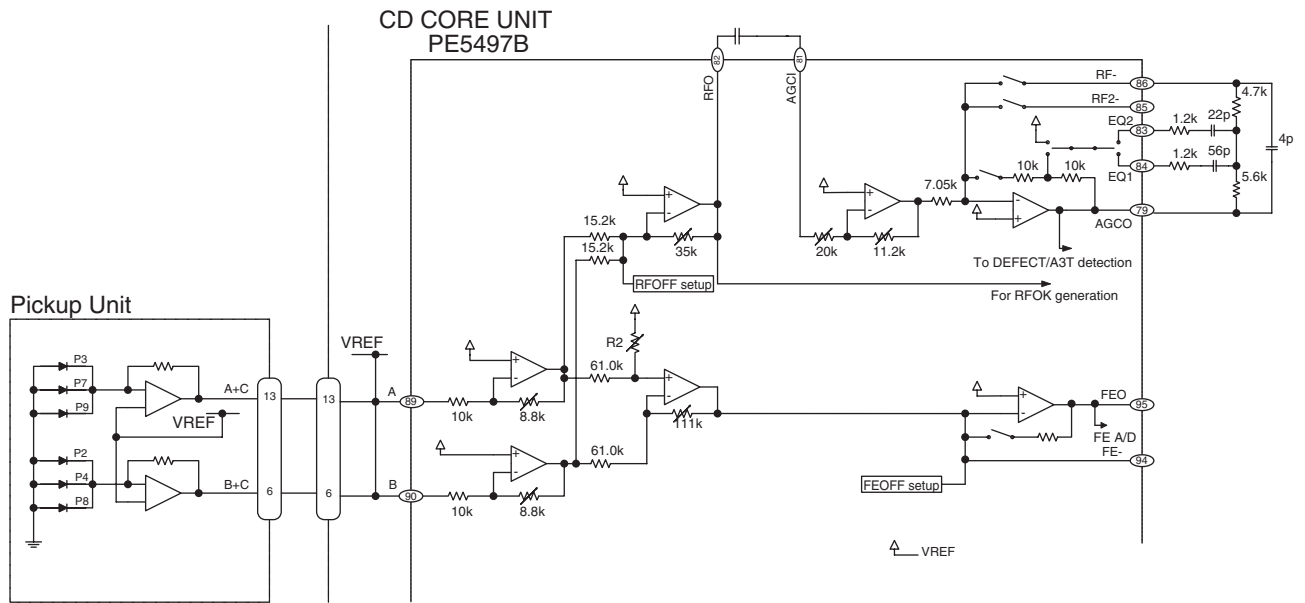 CD CORE UNIT
PE5497B
82
81
RFO
AGCI
RF-
86
RF2-
85
EQ2
83
EQ1
84
AGCO
79
4.7k
22p
1.2k
4p
1.2k
56p
5.6k
10k
10k
7.05k
20k
11.2k
To DEFECT/A3T detection
For RFOK generation
15.2k
15.2k
35k
RFOFF setup
Pickup Unit
P3
P7
P9
P2
P4
P8
A+C
VREF
B+C
13
6
13
6
VREF
A
89
B
90
10k
8.8k
10k
8.8k
R2
61.0k
61.0k
111k
FEOFF setup
FEO
95
FE A/D
FE-
94
VREF